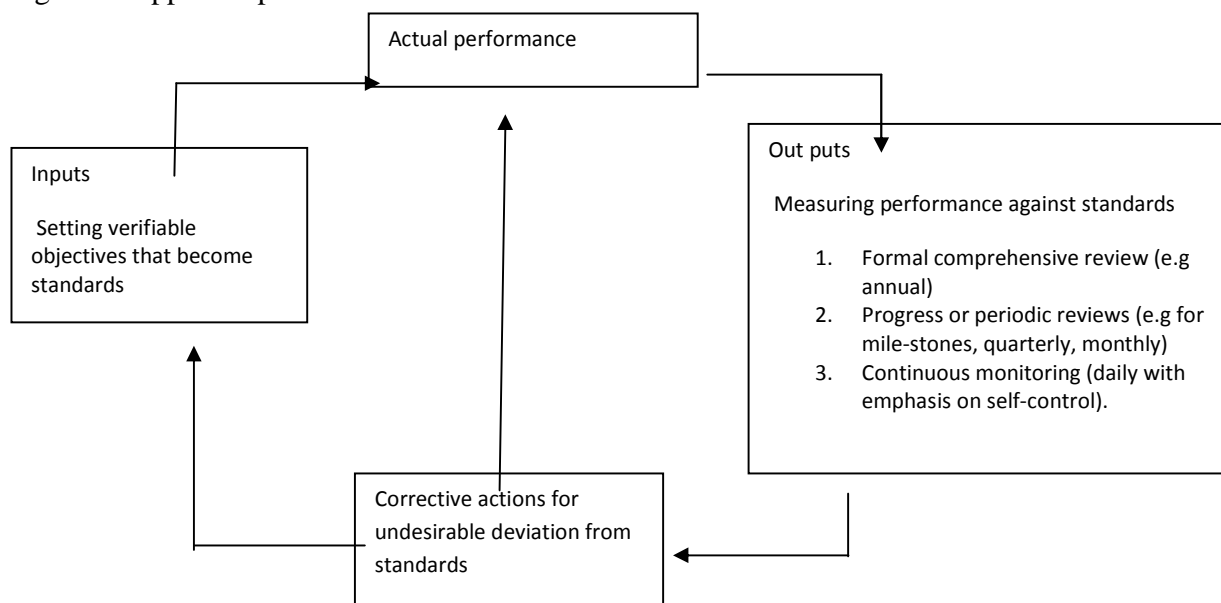 Actual performance
Inputs
Setting verifiable
objectives that become
standards
Out puts
Measuring performance against standards
1. Formal comprehensive review (e.g
annual)
2. Progress or periodic reviews (e.g for
mile-stones, quarterly, monthly)
3. Continuous monitoring (daily with
emphasis on self-control).
Corrective actions for
undesirable deviation from
standards